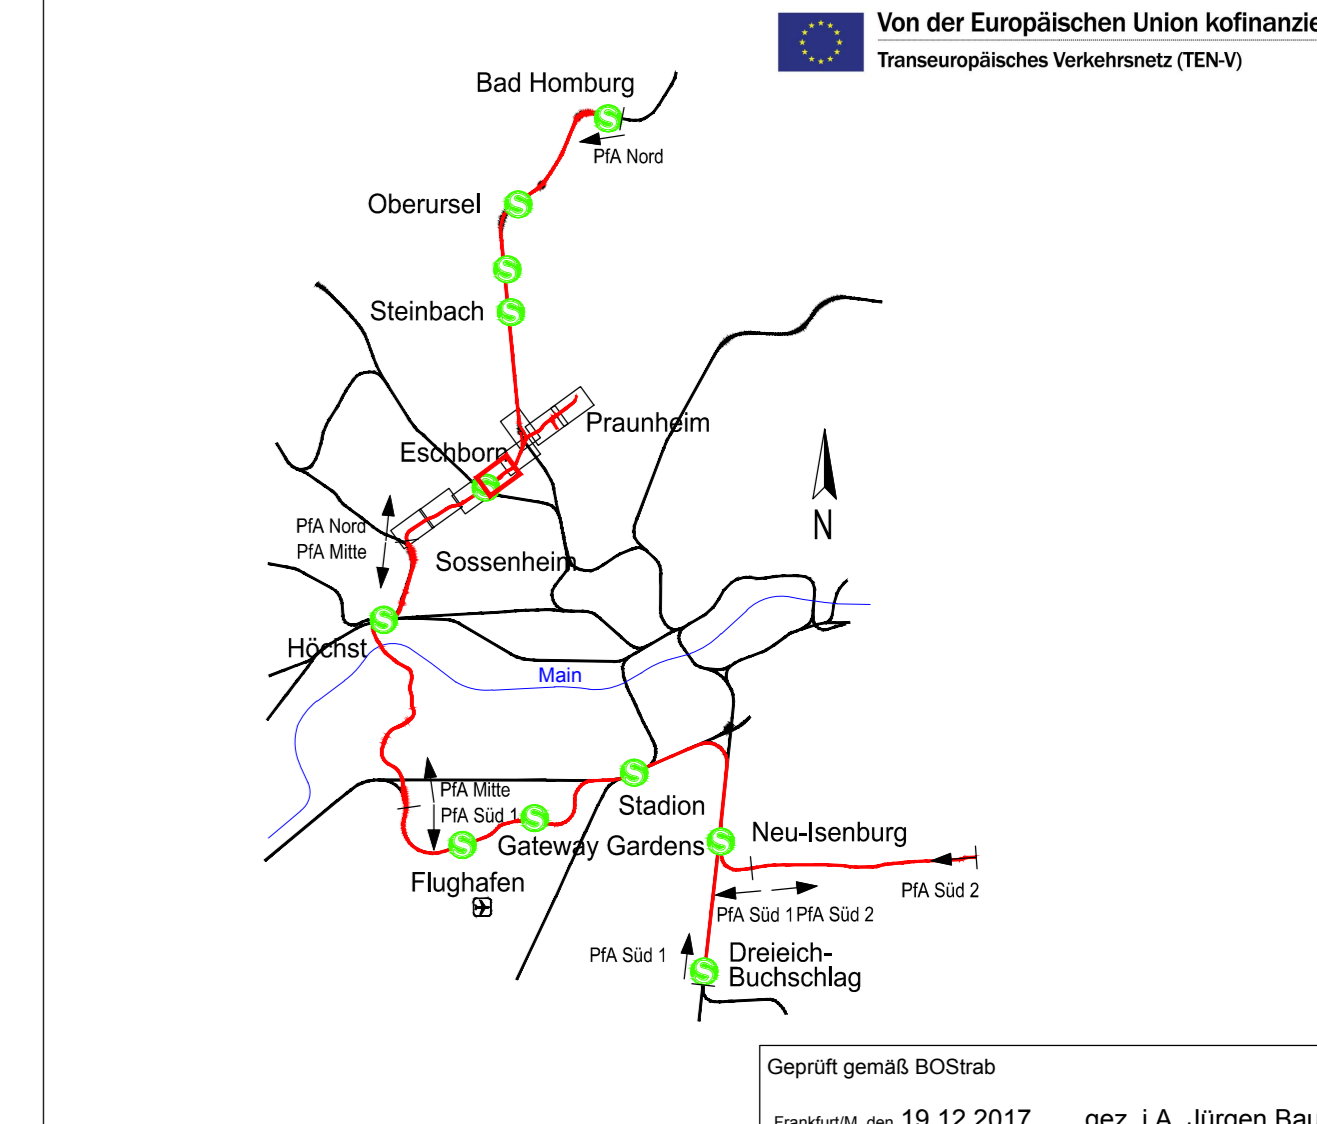 Von der Europäischen Union
Transeuropäisches Verkehrsnetz (TEN-V)
Bad Homburg
S
PfA Nord
Oberursel
S
S
Steinbach
S
Praunheim
Eschborn
S
PfA Nord
PfA Mitte
Sossenheim
N
S
Höchst
Main
S
PfA Mitte
PfA Süd 1
Stadion
S
Gateway Gardens
S
Neu-Isenburg
S
Flughafen
PfA Süd 2
PfA Süd 1
PfA Süd 2
PfA Süd 1
Dreieich-
Buchschlag
S
Geprüft gemäß BOStrab
Frankfurt/M. den 19.12.2017 gez. i.A. Jürgen